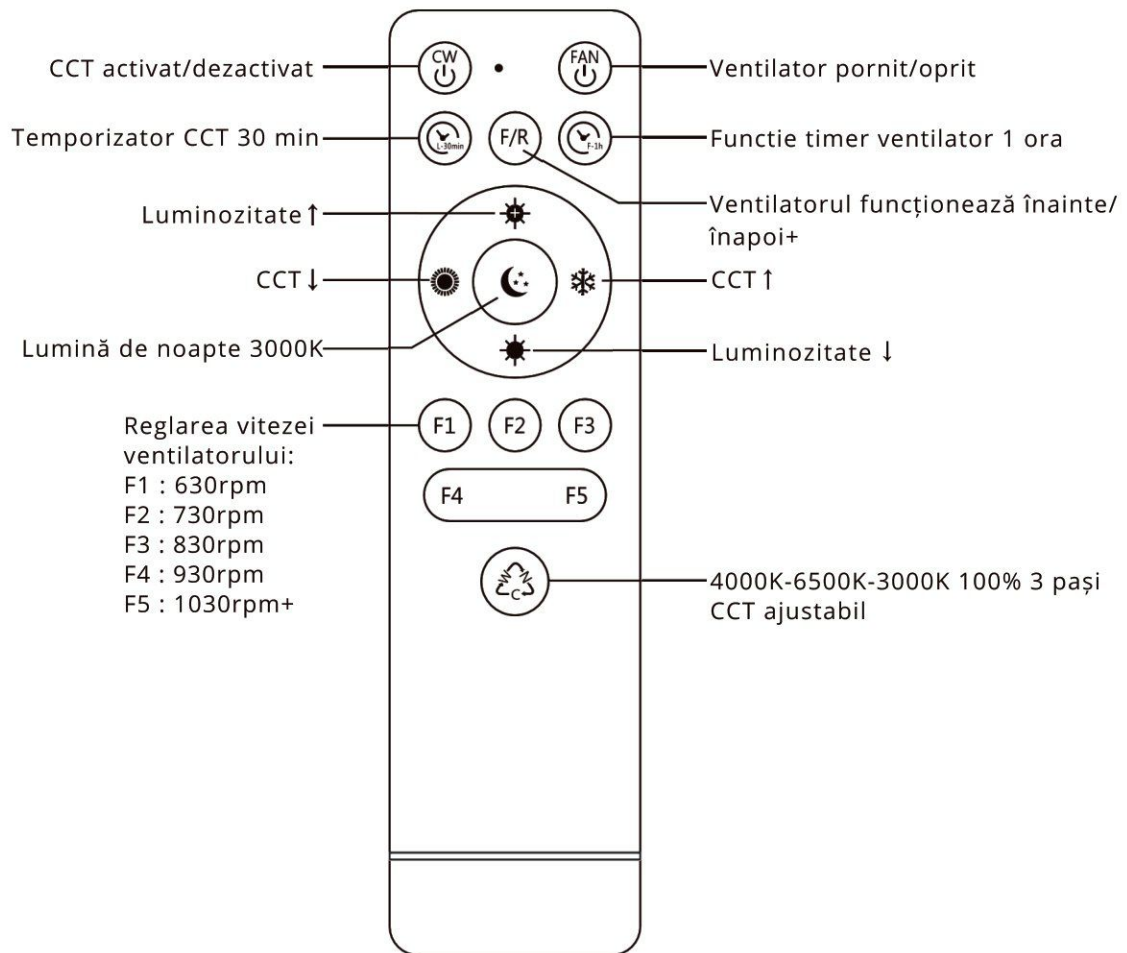 CW
FAN
CCT activat/dezactivat
Ventilator pornit/oprit
Temporizator CCT 30 min
L-30min
F/R
F-1h
Functie timer ventilator 1 ora
Luminozitate ↑
Ventilatorul funcționează înainte/
înapoi+
CCT ↓
CCT ↑
Lumină de noapte 3000K
Luminozitate ↓
Reglarea vitezei
ventilatorului:
F1 : 630rpm
F2 : 730rpm
F3 : 830rpm
F4 : 930rpm
F5 : 1030rpm+
F1
F2
F3
F4
F5
W
N
C
4000K-6500K-3000K 100% 3 pași
CCT ajustabil